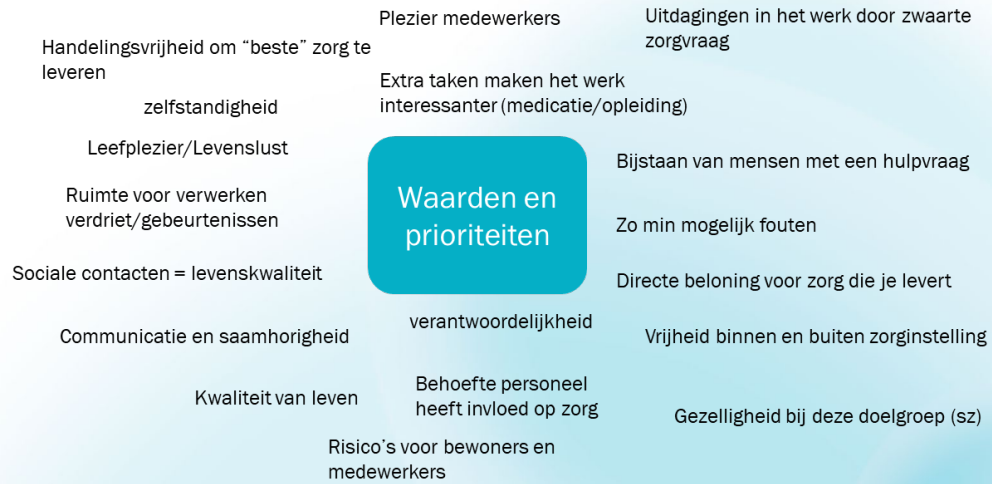 Plezier medewerkers
Uitdagingen in het werk door zwaarte
zorgvraag
Handelingsvrijheid om “beste” zorg te
leveren
Extra taken maken het werk
interessanter (medicatie/opleiding)
zelfstandigheid
Leefplezier/Levenslust
Bijstaan van mensen met een hulpvraag
Ruimte voor verwerken
verdriet/gebeurtenissen
Waarden en
prioriteiten
Zo min mogelijk fouten
Sociale contacten = levenskwaliteit
Directe beloning voor zorg die je levert
verantwoordelijkheid
Communicatie en saamhorigheid
Vrijheid binnen en buiten zorginstelling
Kwaliteit van leven
Behoefte personeel
heeft invloed op zorg
Gezelligheid bij deze doelgroep (sz)
Risico’s voor bewoners en
medewerkers